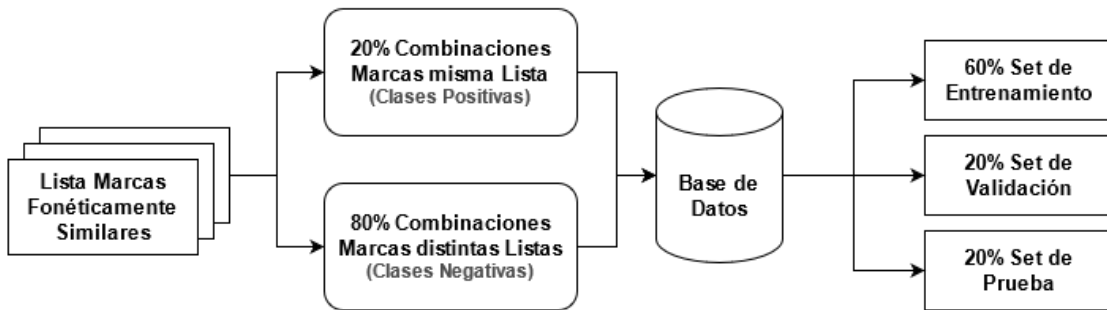 Lista Marcas
Fonéticamente
Similares
20% Combinaciones
Marcas misma Lista
(Clases Positivas)
80% Combinaciones
Marcas distintas Listas
(Clases Negativas)
Base de
Datos
60% Set de
Entrenamiento
20% Set de
Validación
20% Set de
Prueba